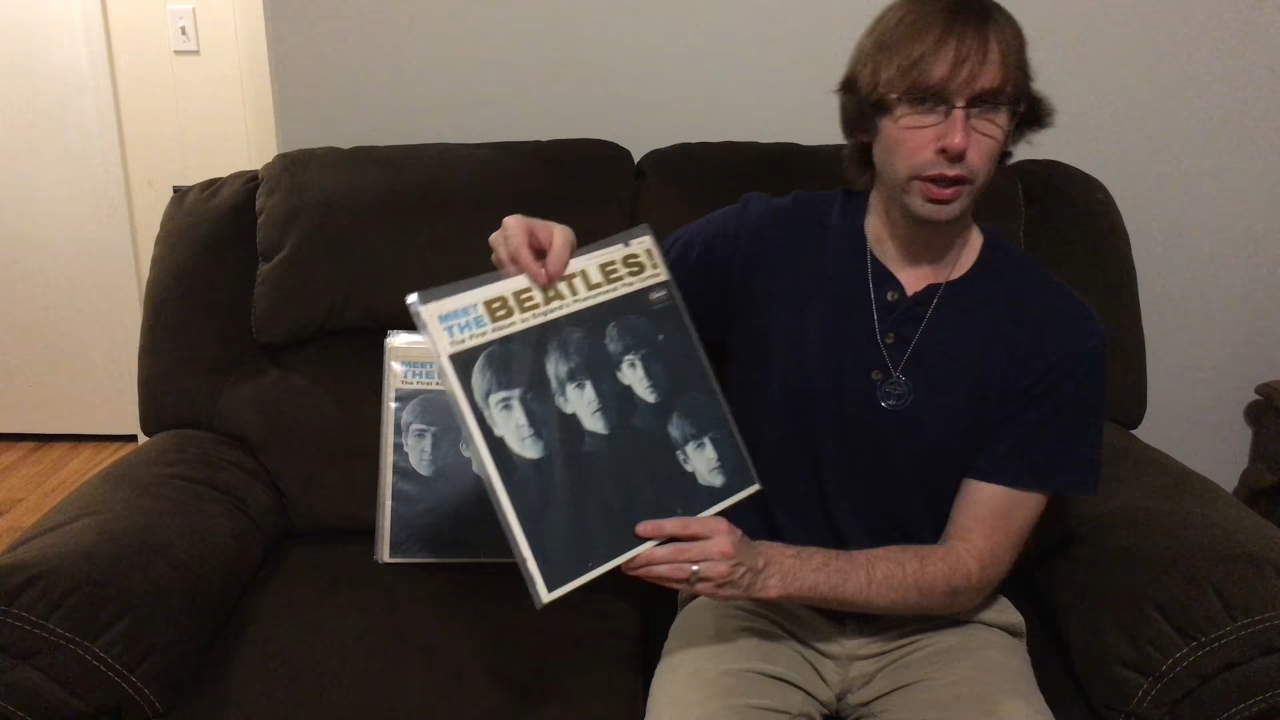 MEET
THE BEATLES!
The First Album by England's Phenomenal Pop Combo
MEET
THE
The First A